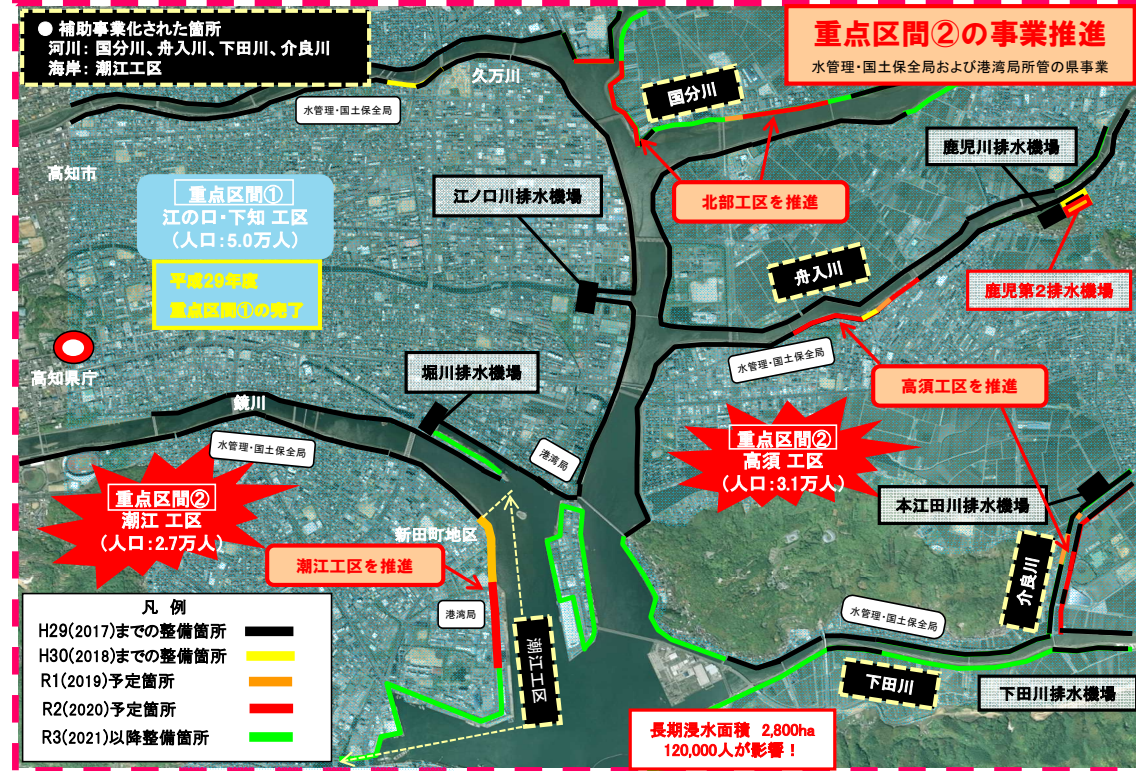 ● 補助事業化された箇所
河川：国分川、舟入川、下田川、介良川
海岸：潮江工区
重点区間②の事業推進
水管理・国土保全局および港湾局所管の県事業
久万川
水管理・国土保全局
国分川
鹿児川排水機場
高知市
重点区間①
江の口・下知 工区
（人口：5.0万人）
江ノ口川排水機場
北部工区を推進
平成29年度
重点区間①の完了
舟入川
鹿児第2排水機場
高知県庁
堀川排水機場
水管理・国土保全局
高須工区を推進
鏡川
水管理・国土保全局
港湾局
重点区間②
高須 工区
（人口：3.1万人）
重点区間②
潮江 工区
（人口：2.7万人）
本江田川排水機場
新田町地区
潮江工区を推進
介良川
港湾局
水管理・国土保全局
潮江工区
下田川
下田川排水機場
凡 例
H29(2017)までの整備箇所
H30(2018)までの整備箇所
R1(2019)予定箇所
R2(2020)予定箇所
R3(2021)以降整備箇所
長期浸水面積 2,800ha
120,000人が影響！